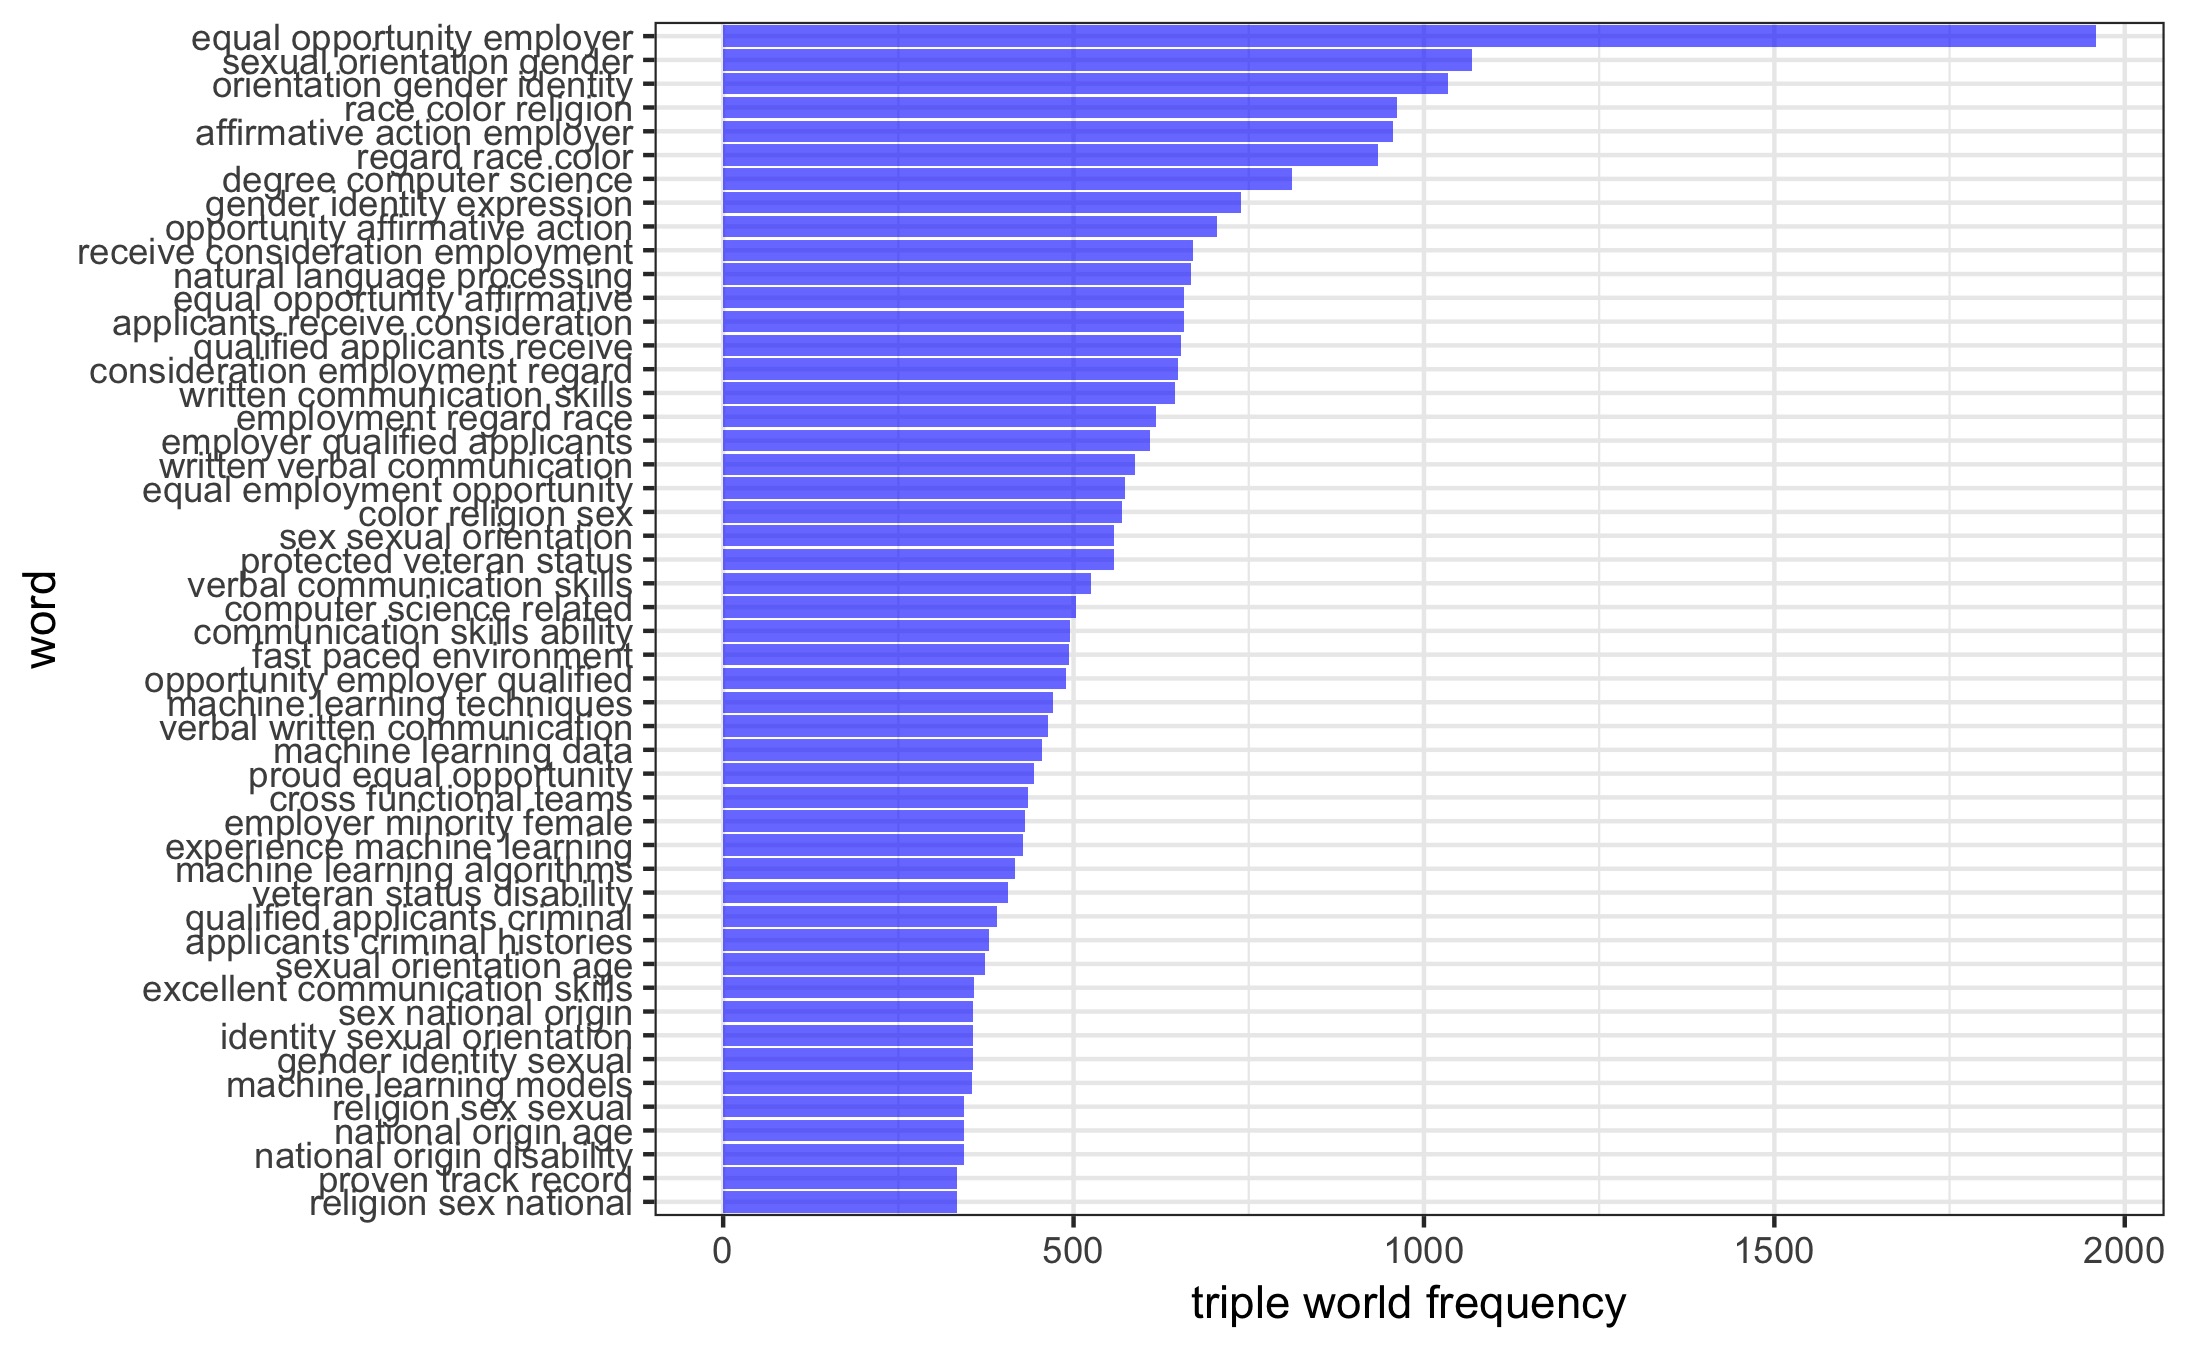 equal opportunity employer
sexual orientation gender
orientation gender identity
race color religion
affirmative action employer
regard race color
degree computer science
gender identity expression
opportunity affirmative action
receive consideration employment
natural language processing
equal opportunity affirmative
applicants receive consideration
qualified applicants receive
consideration employment regard
written communication skills
employment regard race
employer qualified applicants
written verbal communication
equal employment opportunity
color religion sex
sex sexual orientation
protected veteran status
verbal communication skills
computer science related
communication skills ability
fast paced environment
opportunity employer qualified
machine learning techniques
verbal written communication
machine learning data
proud equal opportunity
cross functional teams
employer minority female
experience machine learning
machine learning algorithms
veteran status disability
qualified applicants criminal
applicants criminal histories
sexual orientation age
excellent communication skills
sex national origin
identity sexual orientation
gender identity sexual
machine learning models
religion sex sexual
national origin age
national origin disability
proven track record
religion sex national
word
0 500 1000 1500 2000
triple world frequency